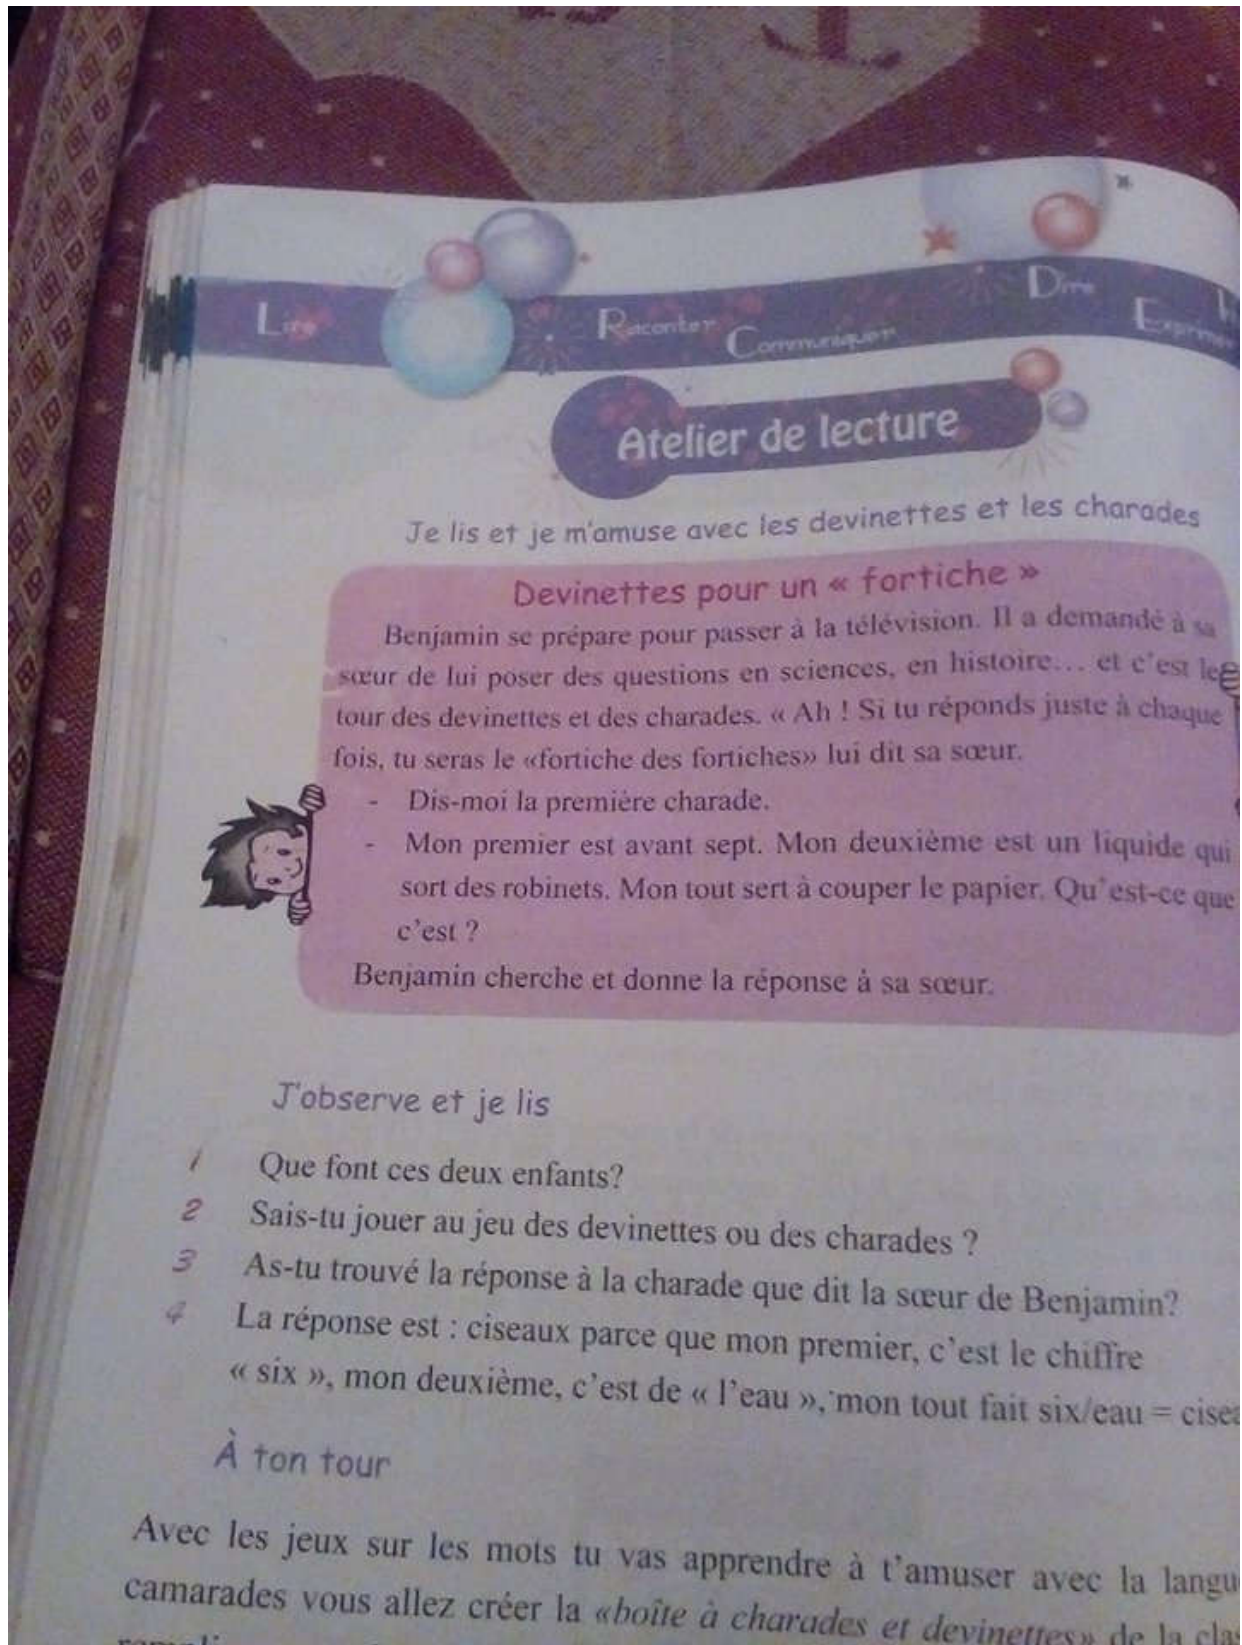 Lire Raconter Communiquer Dire
Atelier de lecture
Je lis et je m'amuse avec les devinettes et les charades
Devinettes pour un « fortiche »
Benjamin se prépare pour passer à la télévision. Il a demandé à sa
sœur de lui poser des questions en sciences, en histoire… et c'est le
tour des devinettes et des charades. « Ah ! Si tu réponds juste à chaque
fois, tu seras le «fortiche des fortiches» lui dit sa sœur.
- Dis-moi la première charade.
- Mon premier est avant sept. Mon deuxième est un liquide qui
sort des robinets. Mon tout sert à couper le papier. Qu'est-ce que
c'est ?
Benjamin cherche et donne la réponse à sa sœur.
J'observe et je lis
1 Que font ces deux enfants?
2 Sais-tu jouer au jeu des devinettes ou des charades ?
3 As-tu trouvé la réponse à la charade que dit la sœur de Benjamin?
4 La réponse est : ciseaux parce que mon premier, c'est le chiffre
« six », mon deuxième, c'est de « l'eau », mon tout fait six/eau =
À ton tour
Avec les jeux sur les mots tu vas apprendre à t'amuser avec la
camarades vous allez créer la «boîte à charades et devinettes» de la